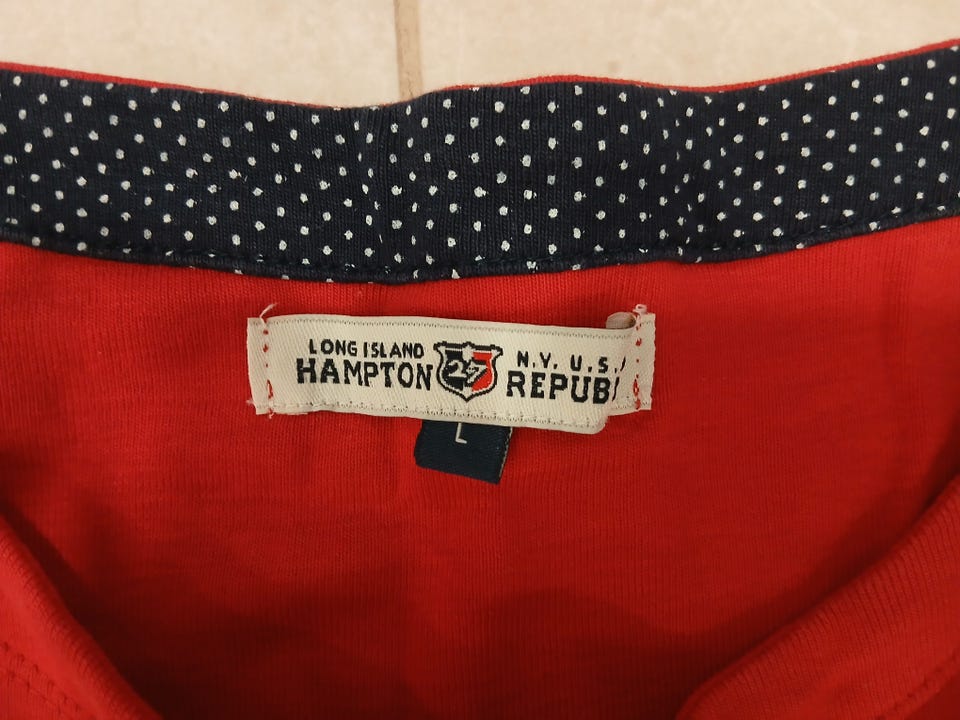 LONG ISLAND N.Y. U.S.
HAMPTON 27 REPUB
L